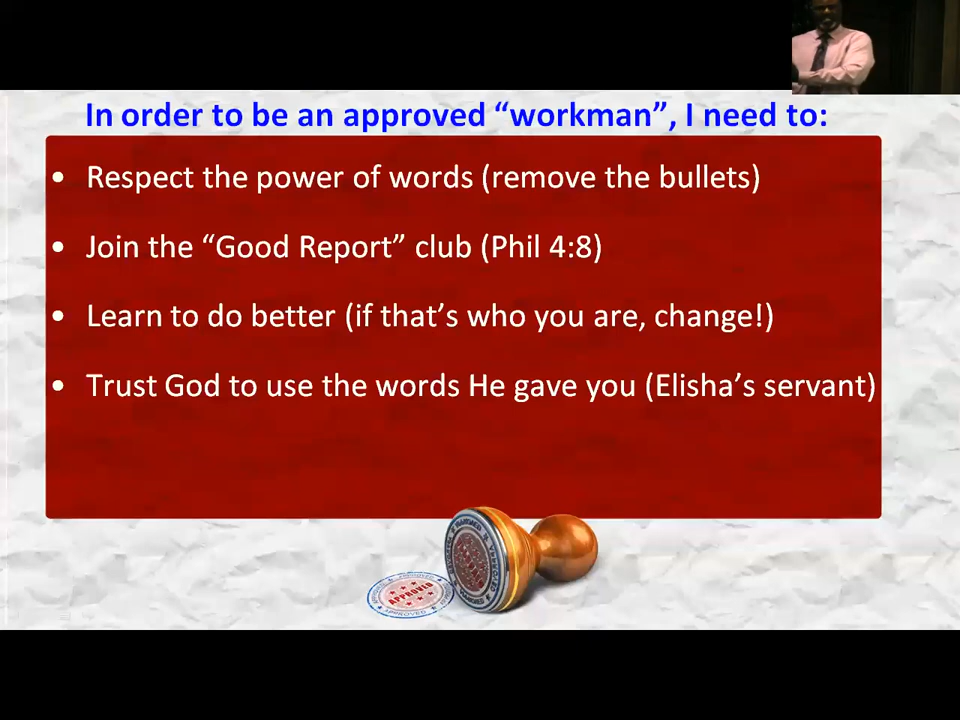 In order to be an approved “workman”, I need to:
• Respect the power of words (remove the bullets)
• Join the “Good Report” club (Phil 4:8)
• Learn to do better (if that’s who you are, change!)
• Trust God to use the words He gave you (Elisha’s servant)
APPROVED
APPROVED